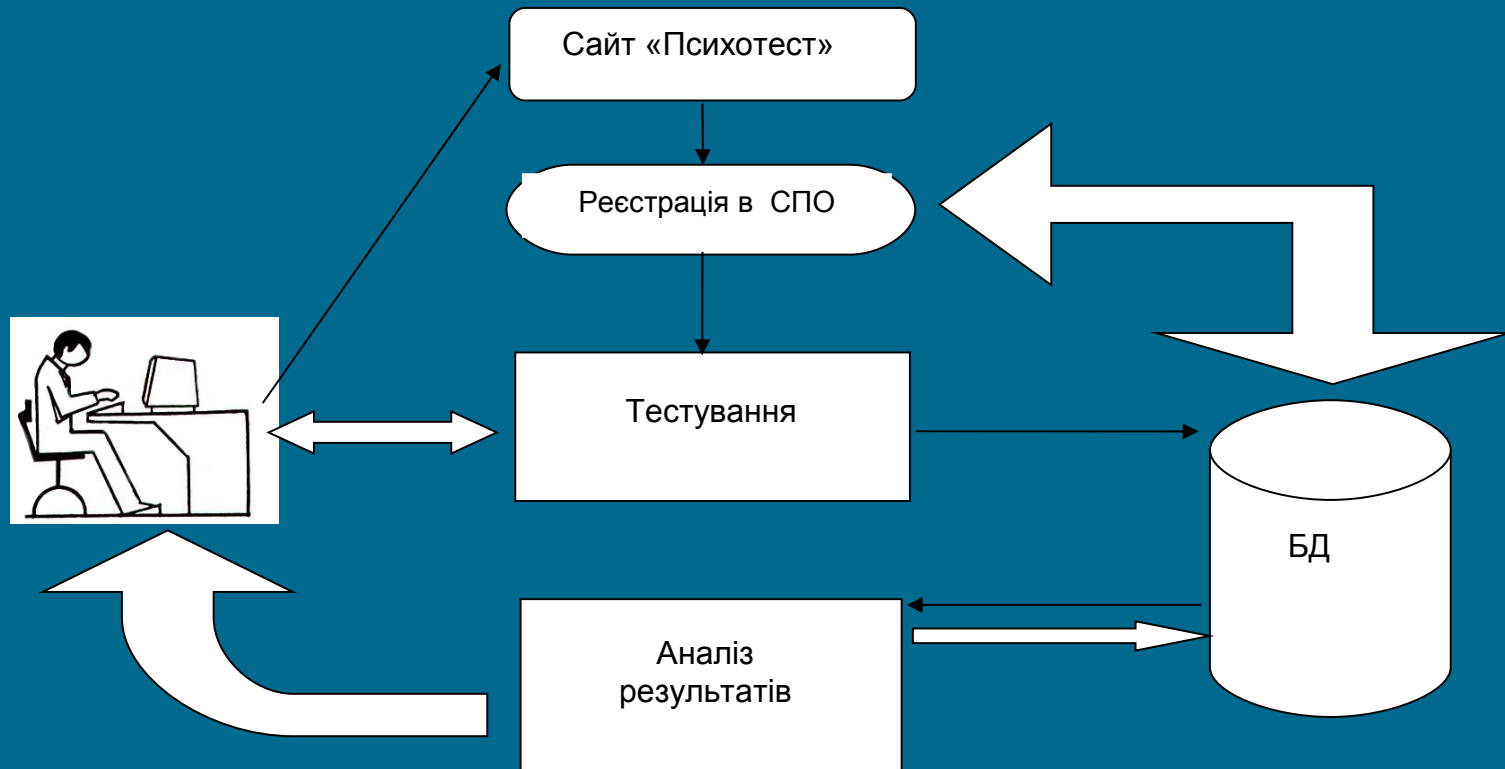 Сайт «Психотест»
Реєстрація в СПО
Тестування
БД
Аналіз
результатів